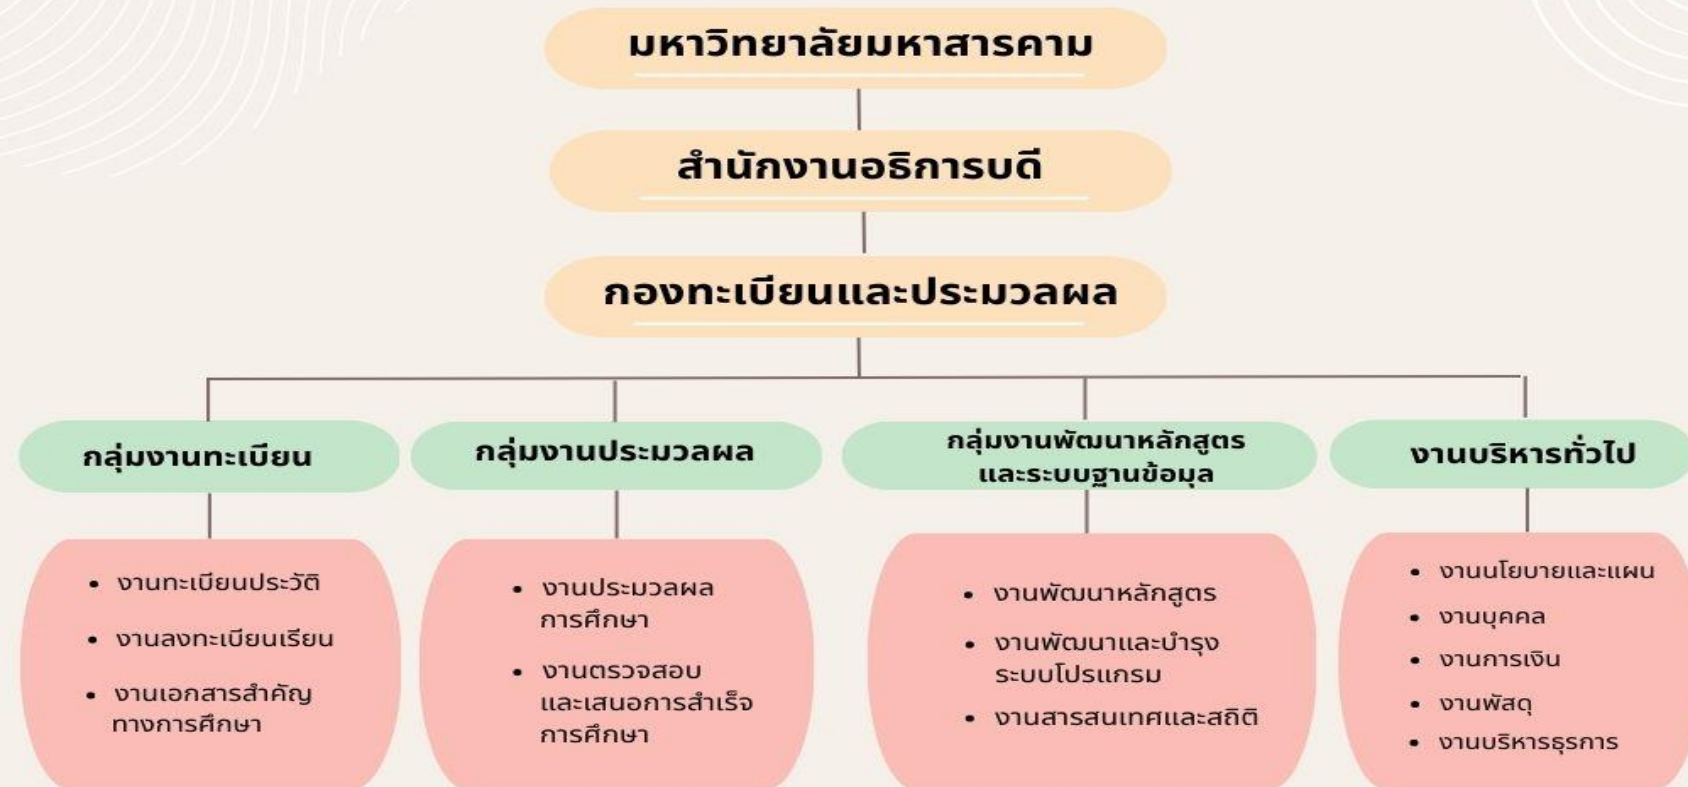 มหาวิทยาลัยมหาสารคาม
สำนักงานอธิการบดี
กองทะเบียนและประมวลผล
กลุ่มงานทะเบียน
• งานทะเบียนประวัติ
• งานลงทะเบียนเรียน
• งานเอกสารสำคัญ
ทางการศึกษา
กลุ่มงานประมวลผล
• งานประมวลผล
การศึกษา
• งานตรวจสอบ
และเสนอการสำเร็จ
การศึกษา
กลุ่มงานพัฒนาหลักสูตร
และระบบฐานข้อมุล
• งานพัฒนาหลักสูตร
• งานพัฒนาและบำรุง
ระบบโปรแกรม
• งานสารสนเทศและสถิติ
งานบริหารทั่วไป
• งานนโยบายและแผน
• งานบุคคล
• งานการเงิน
• งานพัสดุ
• งานบริหารธุรการ